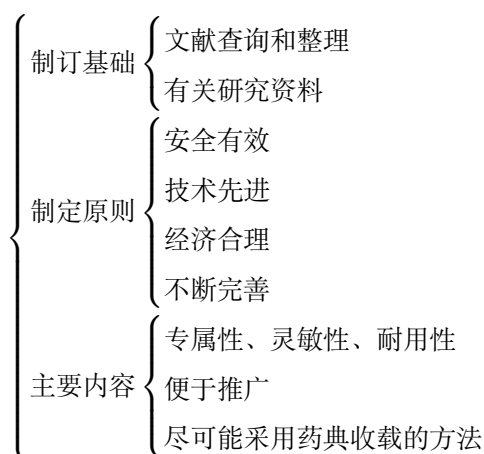 制订基础
文献查询和整理
有关研究资料
制定原则
安全有效
技术先进
经济合理
不断完善
主要内容
专属性、灵敏性、耐用性
便于推广
尽可能采用药典收载的方法